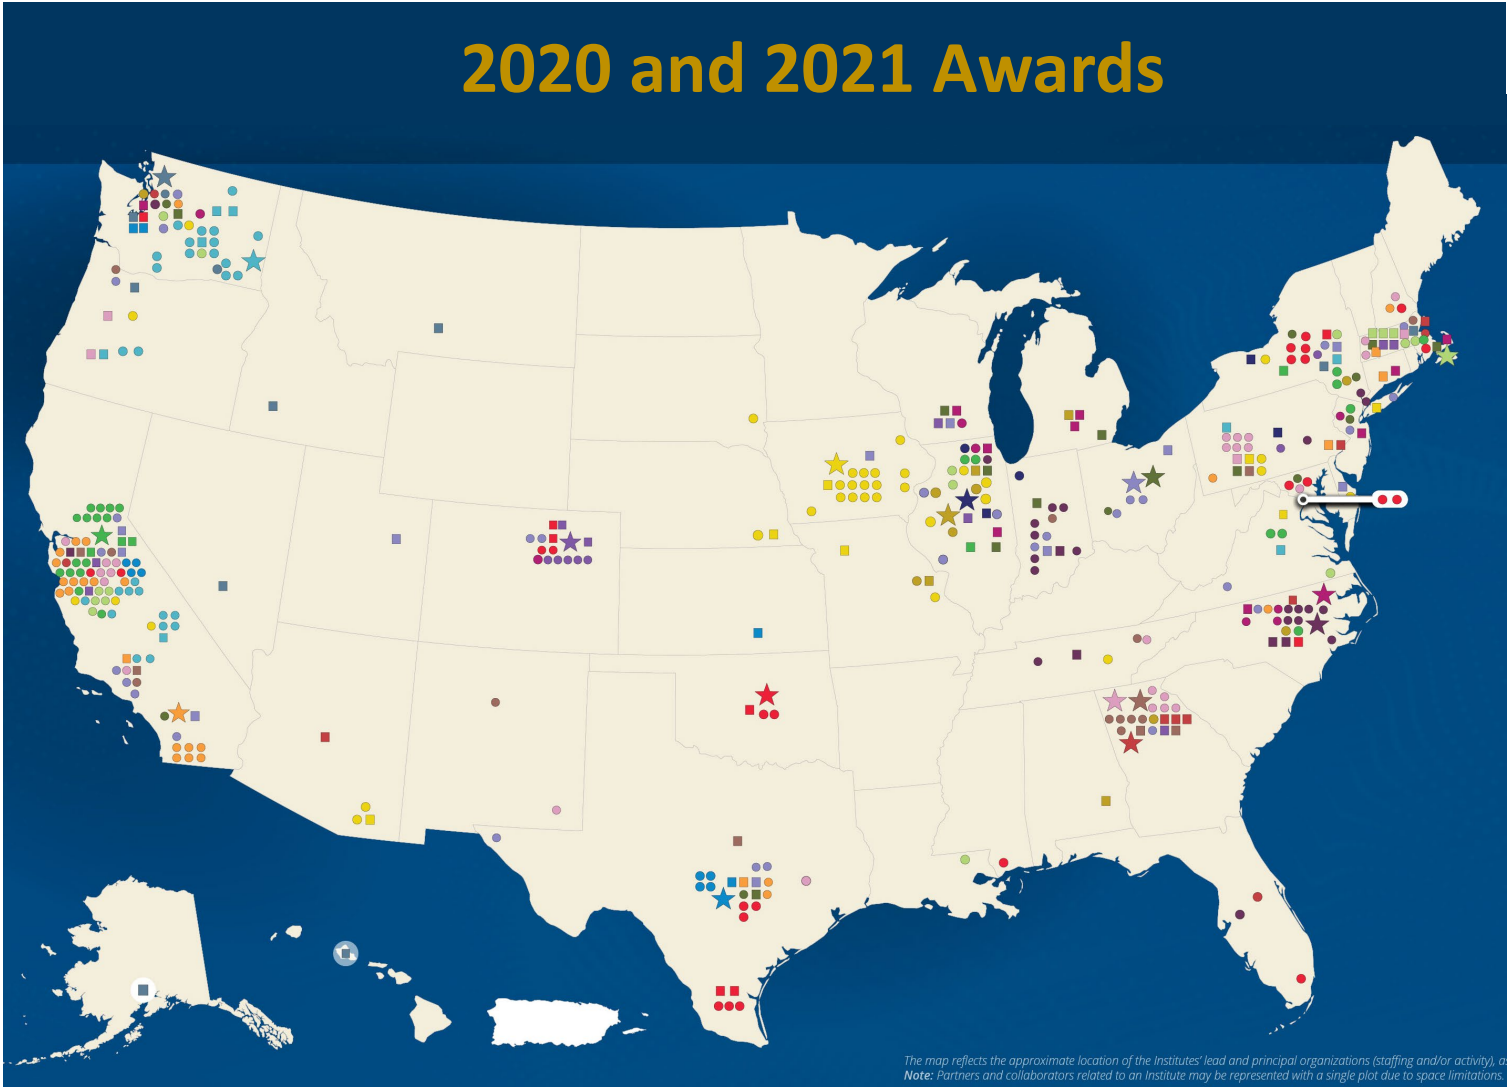 2020 and 2021 Awards
The map reflects the approximate location of the Institutes' lead and principal organizations (staffing and/or activity), a
Note: Partners and collaborators related to an Institute may be represented with a single plot due to space limitations.